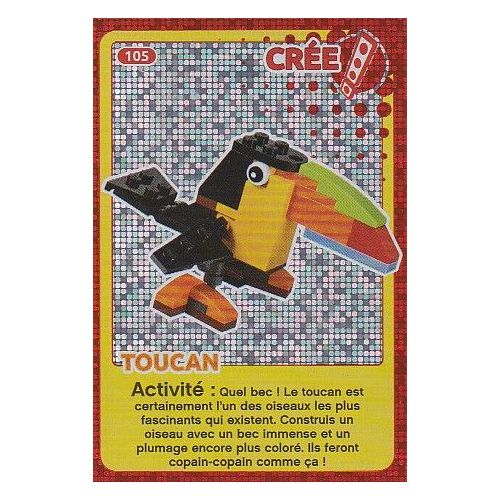 105
CRÉE
TOUCAN
Activité : Quel bec ! Le toucan est
certainement l'un des oiseaux les plus
fascinants qui existent. Construis un
oiseau avec un bec immense et un
plumage encore plus coloré. Ils feront
copain-copain comme ça !